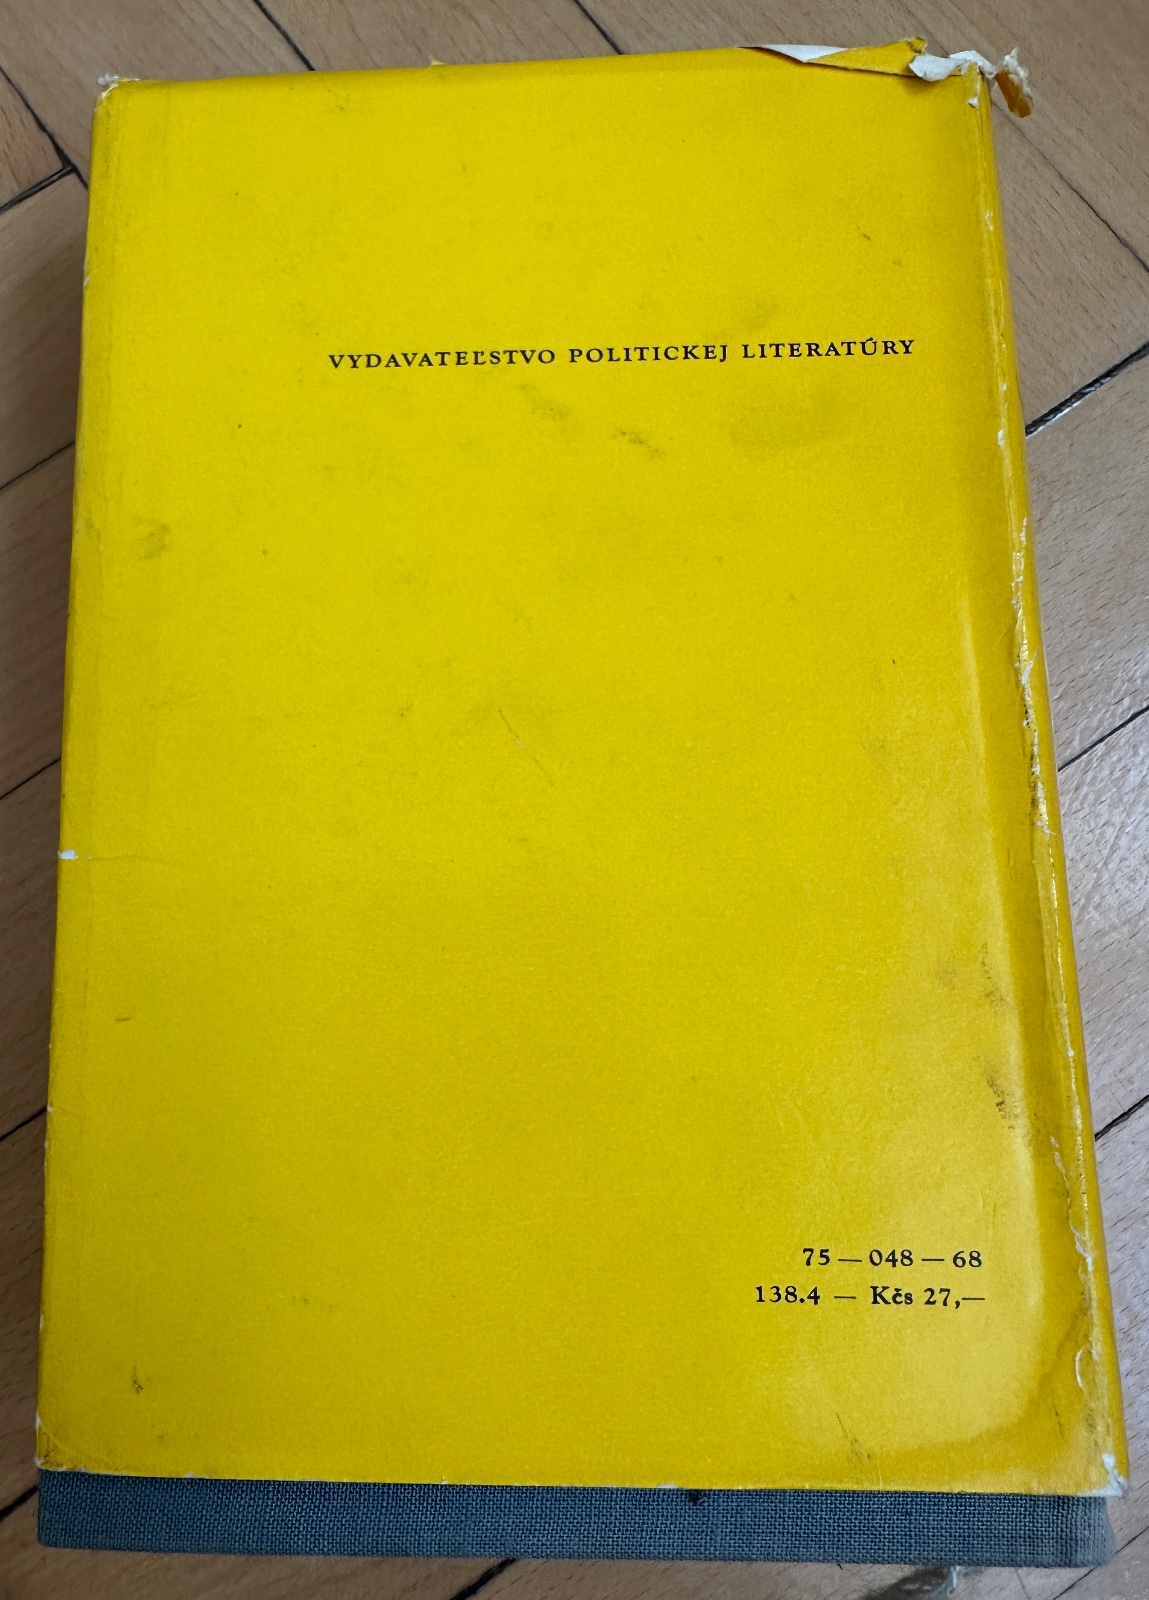 VYDAVATEĽSTVO POLITICKEJ LITERATÚRY
75 — 048 — 68
138.4 — Kčs 27,—